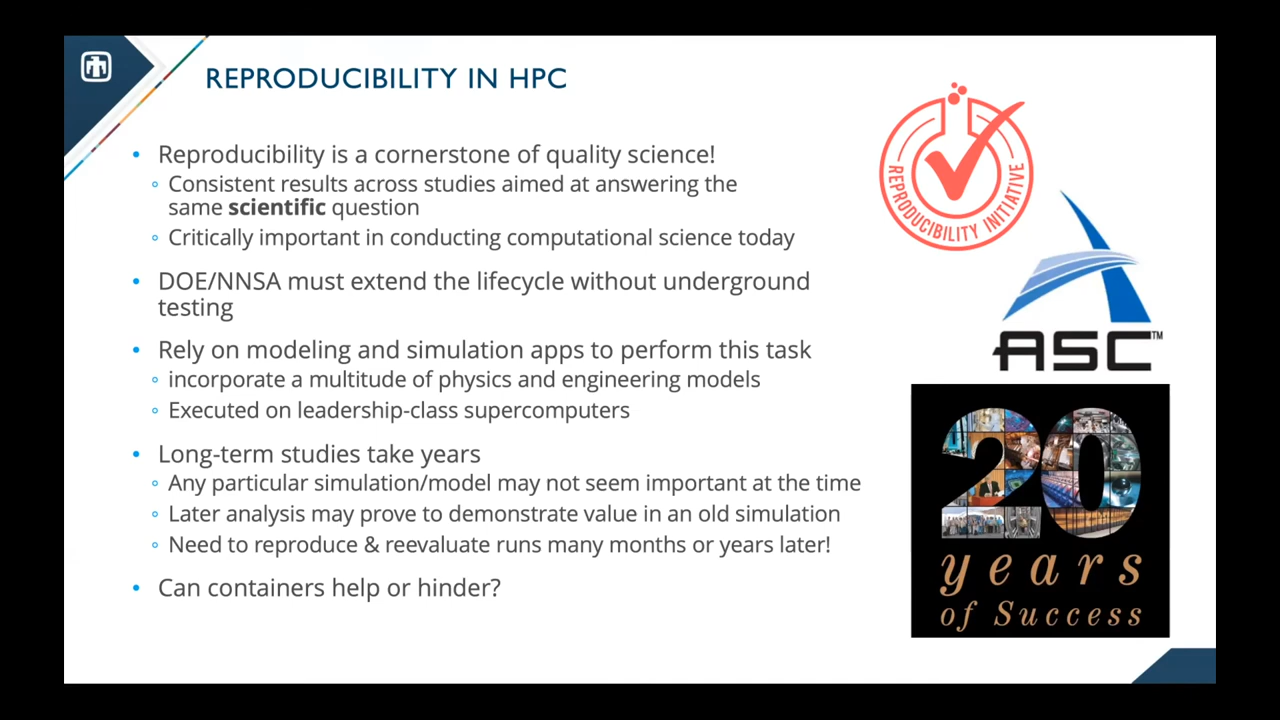 REPRODUCIBILITY IN HPC
• Reproducibility is a cornerstone of quality science!
◦ Consistent results across studies aimed at answering the
same scientific question
◦ Critically important in conducting computational science today
• DOE/NNSA must extend the lifecycle without underground
testing
• Rely on modeling and simulation apps to perform this task
◦ incorporate a multitude of physics and engineering models
◦ Executed on leadership-class supercomputers
• Long-term studies take years
◦ Any particular simulation/model may not seem important at the time
◦ Later analysis may prove to demonstrate value in an old simulation
◦ Need to reproduce & reevaluate runs many months or years later!
• Can containers help or hinder?
REPRODUCIBILITY INITIATIVE
ASC™
20
years
of Success